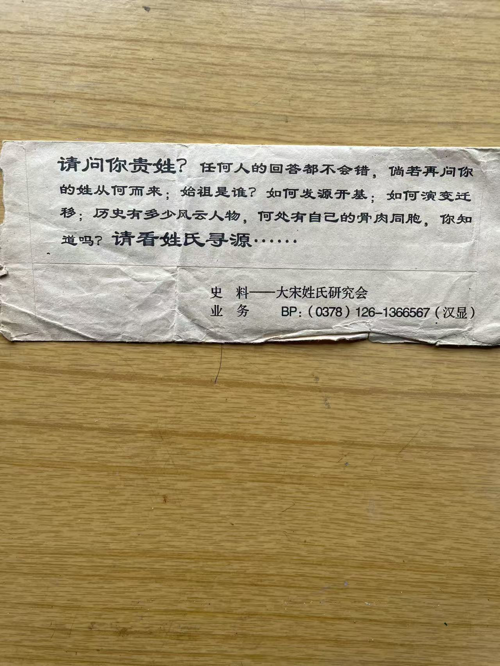 请问你贵姓？任何人的回答都不会错，倘若再问你
的姓从何而来；始祖是谁？如何发源开基；如何演变迁
移；历史有多少风云人物，何处有自己的骨肉同胞，你知
道吗？请看姓氏寻源……
史　料——大宋姓氏研究会
业　务　BP：（0378）126-1366567（汉显）